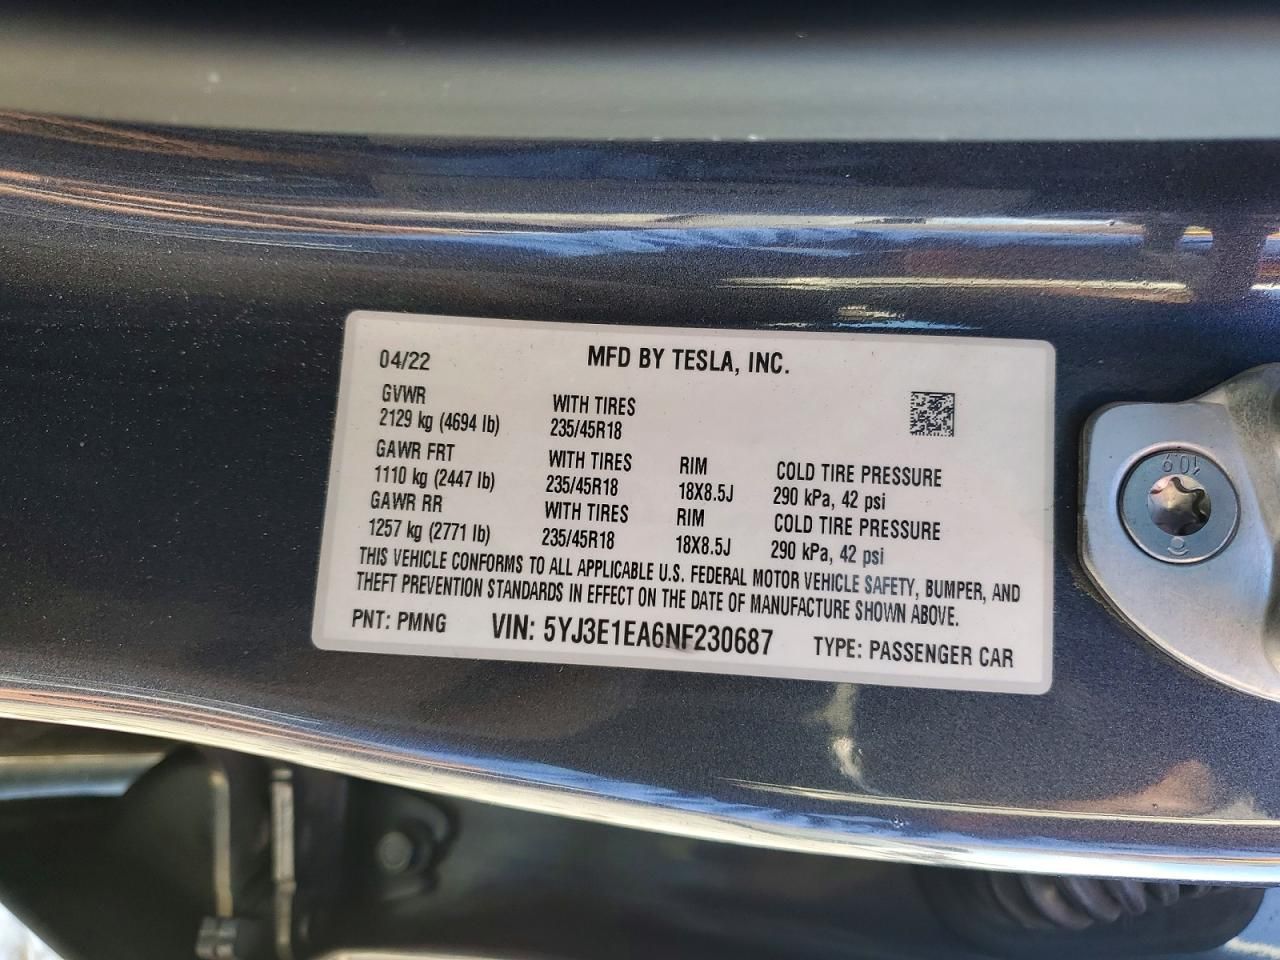 04/22 MFD BY TESLA, INC.
GVWR
2129 kg (4694 lb)
WITH TIRES
235/45R18
GAWR FRT
1110 kg (2447 lb)
WITH TIRES
235/45R18
RIM
18X8.5J
COLD TIRE PRESSURE
290 kPa, 42 psi
GAWR RR
1257 kg (2771 lb)
WITH TIRES
235/45R18
RIM
18X8.5J
COLD TIRE PRESSURE
290 kPa, 42 psi
THIS VEHICLE CONFORMS TO ALL APPLICABLE U.S. FEDERAL MOTOR VEHICLE SAFETY, BUMPER, AND
THEFT PREVENTION STANDARDS IN EFFECT ON THE DATE OF MANUFACTURE SHOWN ABOVE.
PNT: PMNG VIN: 5YJ3E1EA6NF230687 TYPE: PASSENGER CAR
10.9